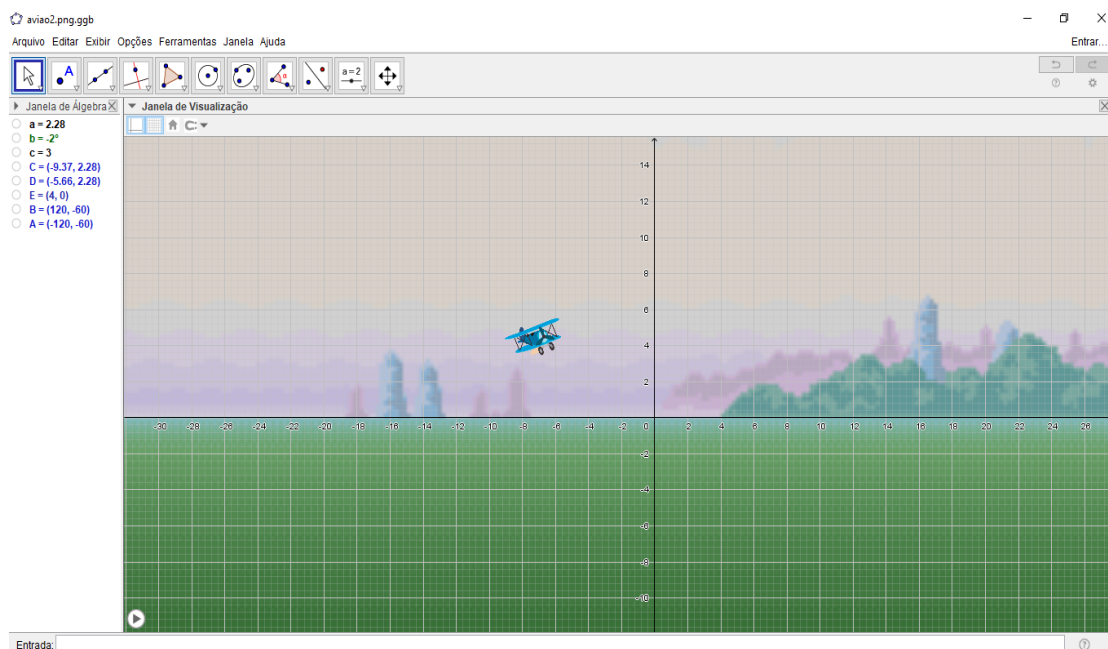 aviao2.png.ggb
Arquivo Editar Exibir Opções Ferramentas Janela Ajuda
Entrar...
A
α
a=2
Janela de Álgebra
Janela de Visualização
a = 2.28
b = -2°
c = 3
C = (-9.37, 2.28)
D = (-5.66, 2.28)
E = (4, 0)
B = (120, -60)
A = (-120, -60)
14
12
10
8
6
4
2
-30 -28 -26 -24 -22 -20 -18 -16 -14 -12 -10 -8 -6 -4 -2 0 2 4 6 8 10 12 14 16 18 20 22 24 26
-2
-4
-6
-8
-10
Entrada: